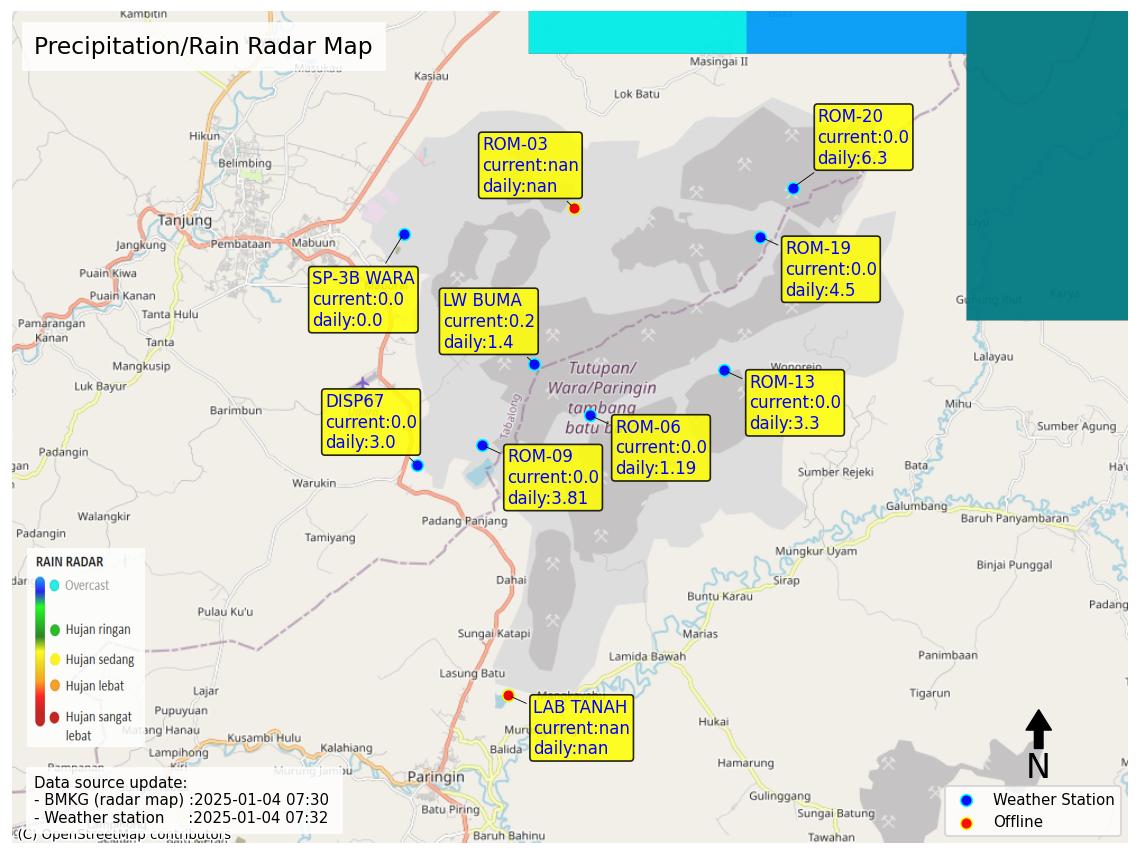 Kambitin
Precipitation/Rain Radar Map
Masukau
Kasiau
Masingai II
Lok Batu
Hikun
Belimbing
Tanjung
Jangkung
Pembataan
Mabuun
Puain Kiwa
Puain Kanan
Tanta Hulu
Pamarangan
Kanan
Tanta
Mangkusip
Luk Bayur
Barimbun
Warukin
ROM-03
current:nan
daily:nan
ROM-20
current:0.0
daily:6.3
ROM-19
current:0.0
daily:4.5
SP-3B WARA
current:0.0
daily:0.0
LW BUMA
current:0.2
daily:1.4
Tutupan/
Wara/Paringin
tambang
batu b
Tabalong
Wonorejo
ROM-13
current:0.0
daily:3.3
DISP67
current:0.0
daily:3.0
ROM-06
current:0.0
daily:1.19
ROM-09
current:0.0
daily:3.81
Karya
Lalayau
Mihu
Sumber Agung
Sumber Rejeki
Bata
Galumbang
Baruh Panyambaran
Mungkur Uyam
Binjai Punggal
Sirap
Buntu Karau
Marias
Lamida Bawah
Panimbaan
Tigarun
Hukai
Hamarung
Gulinggang
Sungai Batung
Tawahan
Walangkir
Padangin
Tamiyang
Padang Panjang
Dahai
Pulau Ku'u
Sungai Katapi
Lasung Batu
Lajar
Pupuyuan
Matang Hanau
Lampihong
Kusambi Hulu
Kalahiang
Murung Jambu
Paringin
Balida
Batu Piring
Baruh Bahinu
LAB TANAH
current:nan
daily:nan
RAIN RADAR
Overcast
Hujan ringan
Hujan sedang
Hujan lebat
Hujan sangat
lebat
Data source update:
- BMKG (radar map) :2025-01-04 07:30
- Weather station :2025-01-04 07:32
(C) OpenStreetMap contributors
N
Weather Station
Offline